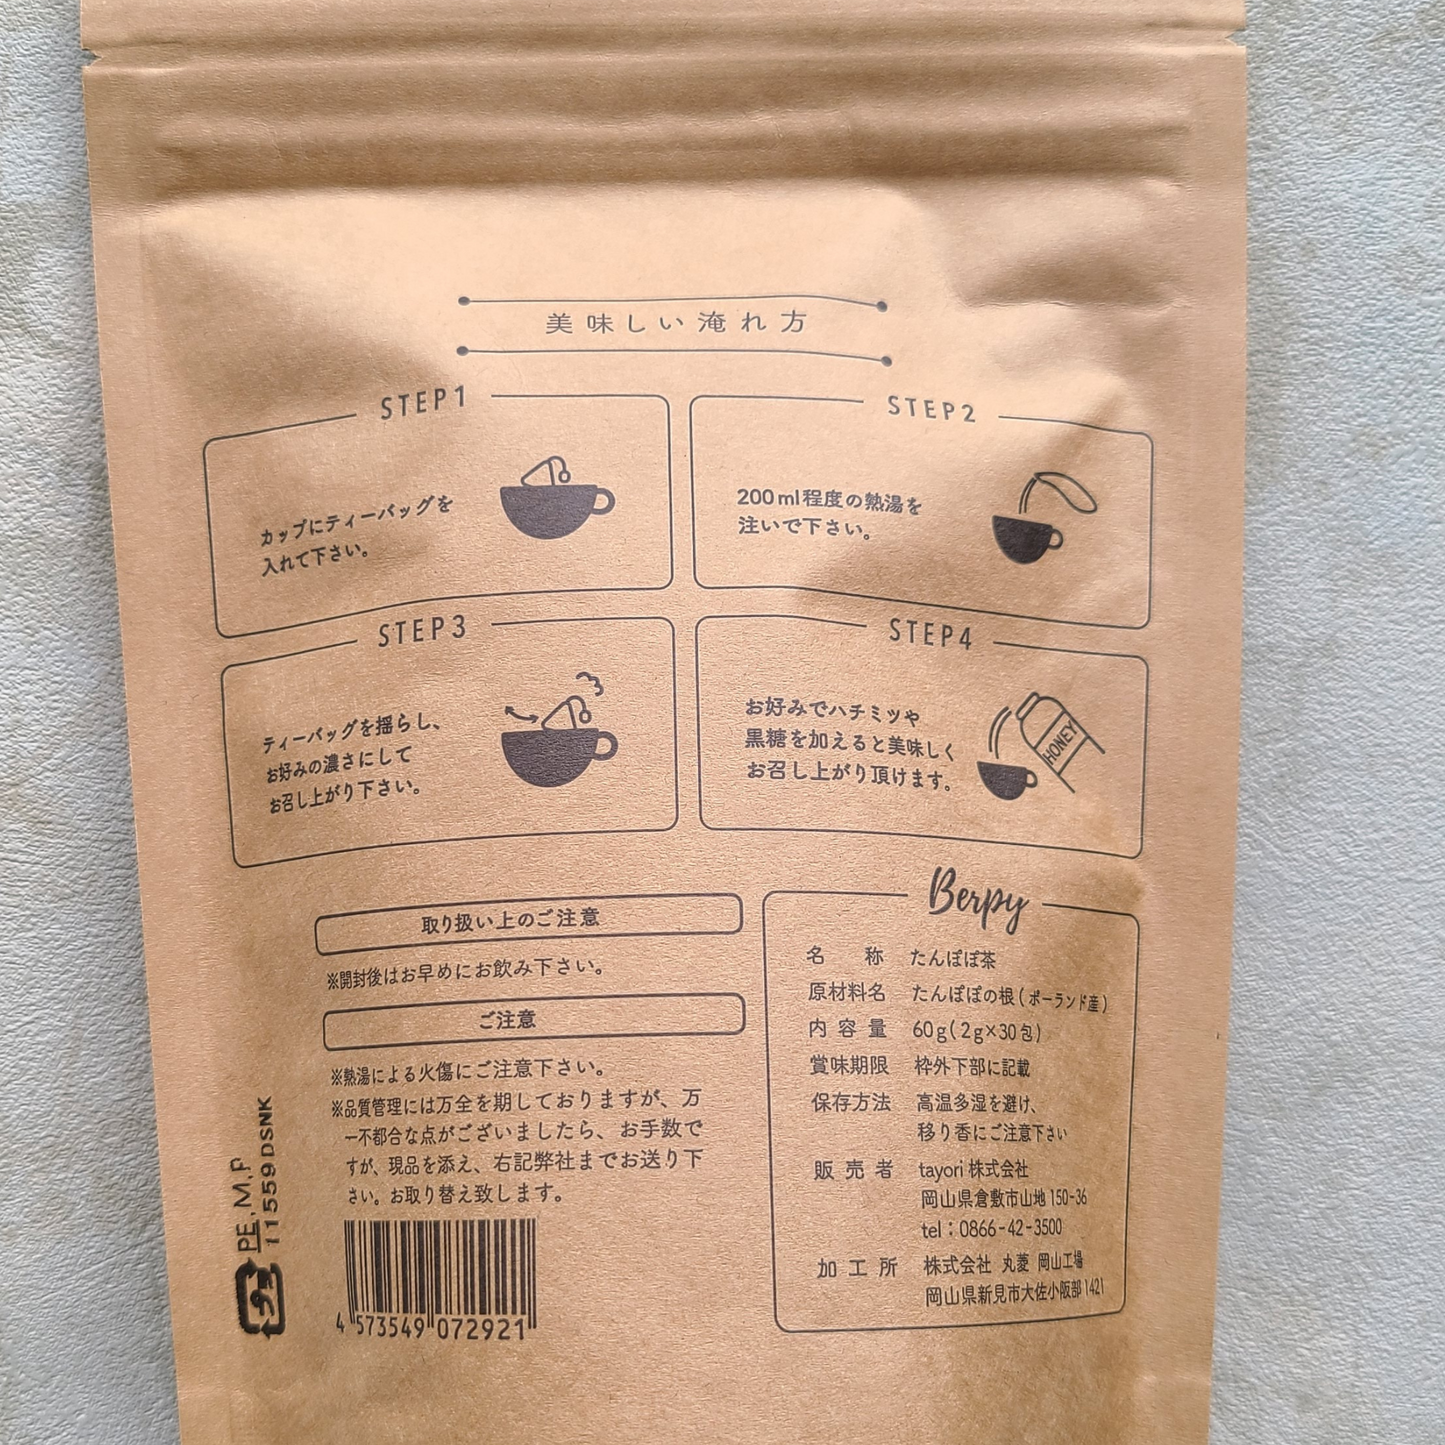 美味しい淹れ方
STEP1
カップにティーバッグを
入れて下さい。
STEP2
200ml程度の熱湯を
注いで下さい。
STEP3
ティーバッグを揺らし、
お好みの濃さにして
お召し上がり下さい。
STEP4
お好みでハチミツや
黒糖を加えると美味しく
お召し上がり頂けます。
HONEY
取り扱い上のご注意
※開封後はお早めにお飲み下さい。
ご注意
※熱湯による火傷にご注意下さい。
※品質管理には万全を期しておりますが、万
一不都合な点がございましたら、お手数で
すが、現品を添え、右記弊社までお送り下
さい。お取り替え致します。
4 573549 072921
プラ
PE,M,P
11559DSNK
Berpy
名称 たんぽぽ茶
原材料名 たんぽぽの根(ポーランド産)
内容量 60g(2g×30包)
賞味期限 枠外下部に記載
保存方法 高温多湿を避け、
移り香にご注意下さい
販売者 tayori株式会社
岡山県倉敷市山地150-36
tel：0866-42-3500
加工所 株式会社 丸菱 岡山工場
岡山県新見市大佐小阪部1421